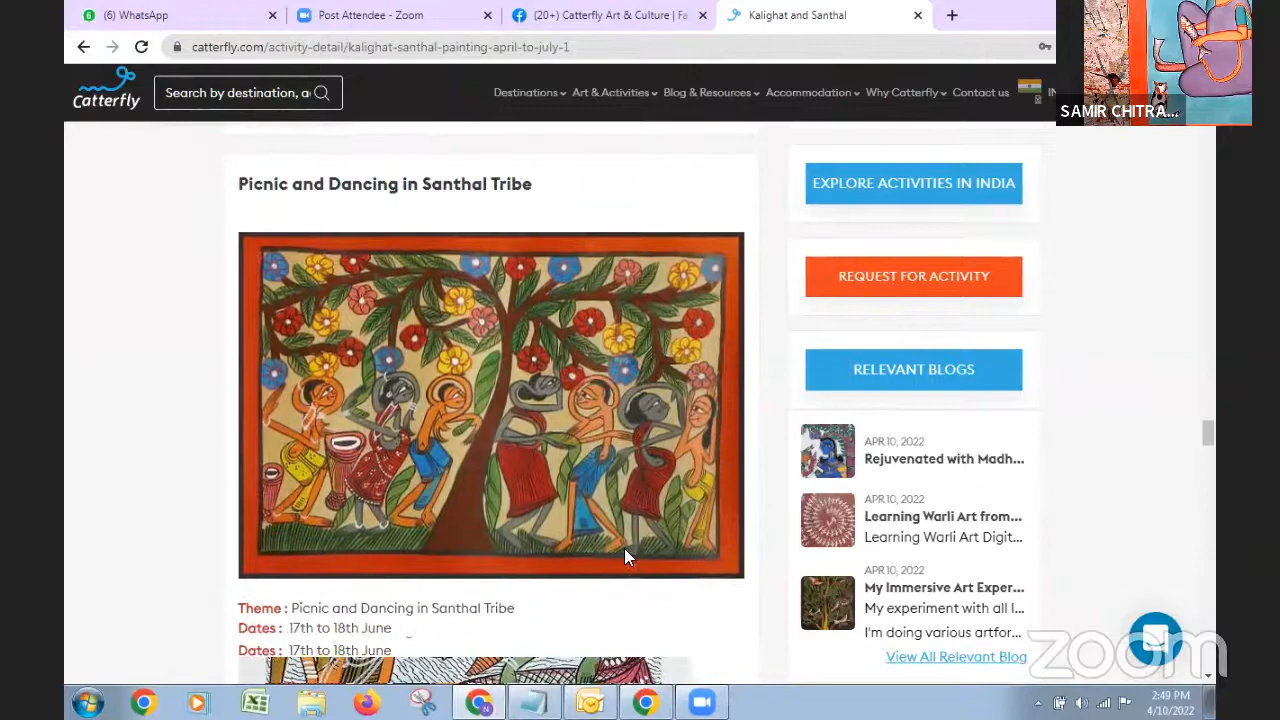 (6) WhatsApp
Post Attendee - Zoom
(20+) Catterfly Art & Culture | Fa
Kalighat and Santhal
catterfly.com/activity-detail/kalighat-santhal-painting-april-to-july-1
Catterfly
Search by destination, a
Destinations
Art & Activities
Blog & Resources
Accommodation
Why Catterfly
Contact us
IN
SAMIR CHITRA...
Picnic and Dancing in Santhal Tribe
Theme : Picnic and Dancing in Santhal Tribe
Dates : 17th to 18th June
Dates : 17th to 18th June
EXPLORE ACTIVITIES IN INDIA
REQUEST FOR ACTIVITY
RELEVANT BLOGS
APR 10, 2022
Rejuvenated with Madh...
APR 10, 2022
Learning Warli Art from...
Learning Warli Art Digit...
APR 10, 2022
My Immersive Art Exper...
My experiment with all I...
I'm doing various artfor...
View All Relevant Blog
zoom
2:49 PM
4/10/2022